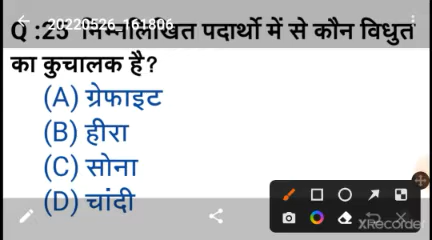 Q :25 निम्नलिखित पदार्थो में से कौन विधुत
20220526_161806
का कुचालक है?
(A) ग्रेफाइट
(B) हीरा
(C) सोना
(D) चांदी
XRecorder